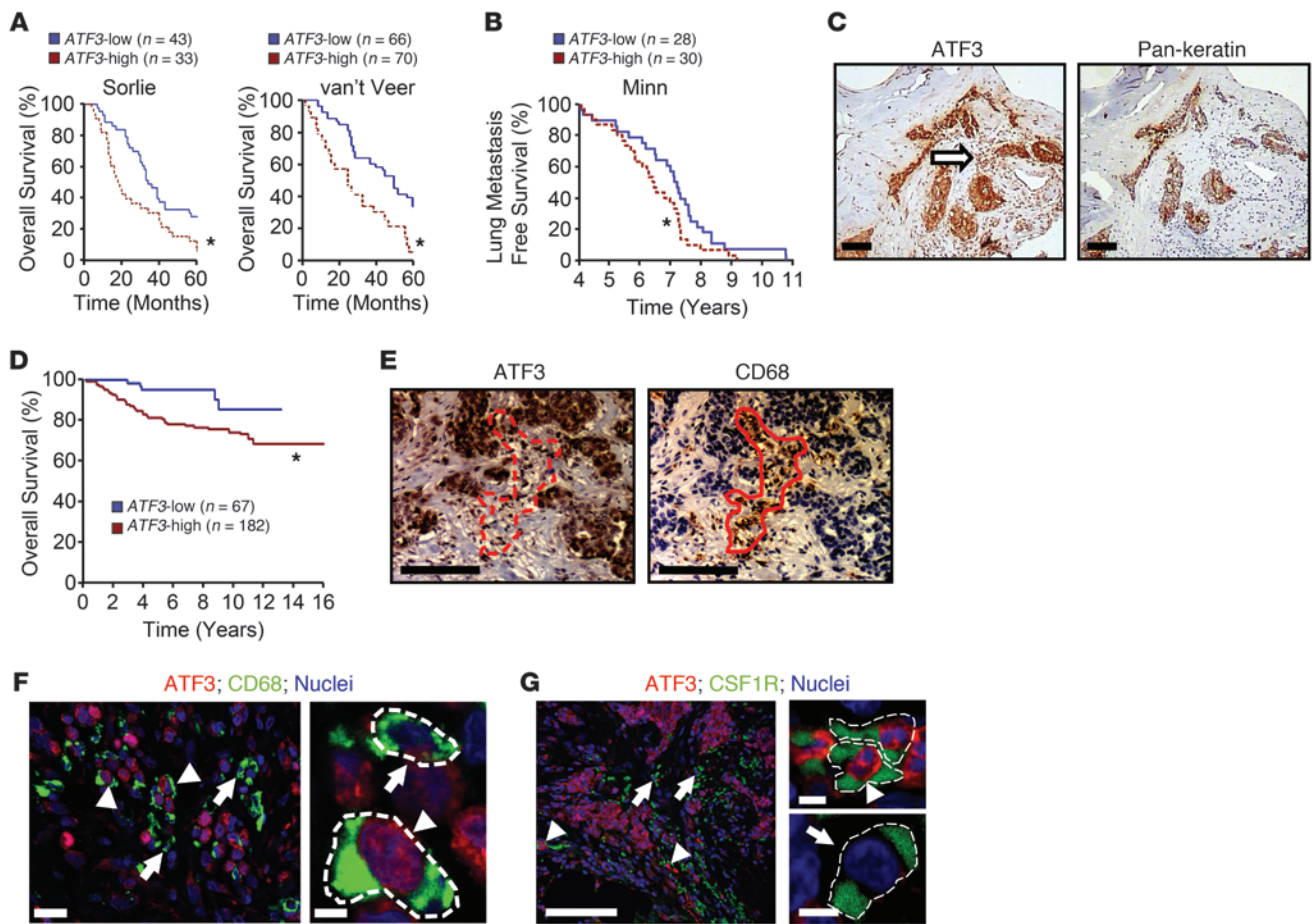 A
ATF3-low (n = 43)
ATF3-high (n = 33)
Sorlie
Overall Survival (%)
100
80
60
40
20
0
0 20 40 60
Time (Months)
*
ATF3-low (n = 66)
ATF3-high (n = 70)
van't Veer
Overall Survival (%)
100
80
60
40
20
0
0 20 40 60
Time (Months)
*
B
ATF3-low (n = 28)
ATF3-high (n = 30)
Minn
Lung Metastasis
Free Survival (%)
100
80
60
40
20
0
4 5 6 7 8 9 10 11
Time (Years)
*
C
ATF3
Pan-keratin
D
Overall Survival (%)
100
80
60
40
20
0
*
ATF3-low (n = 67)
ATF3-high (n = 182)
0 2 4 6 8 10 12 14 16
Time (Years)
E
ATF3
CD68
F
ATF3; CD68; Nuclei
G
ATF3; CSF1R; Nuclei